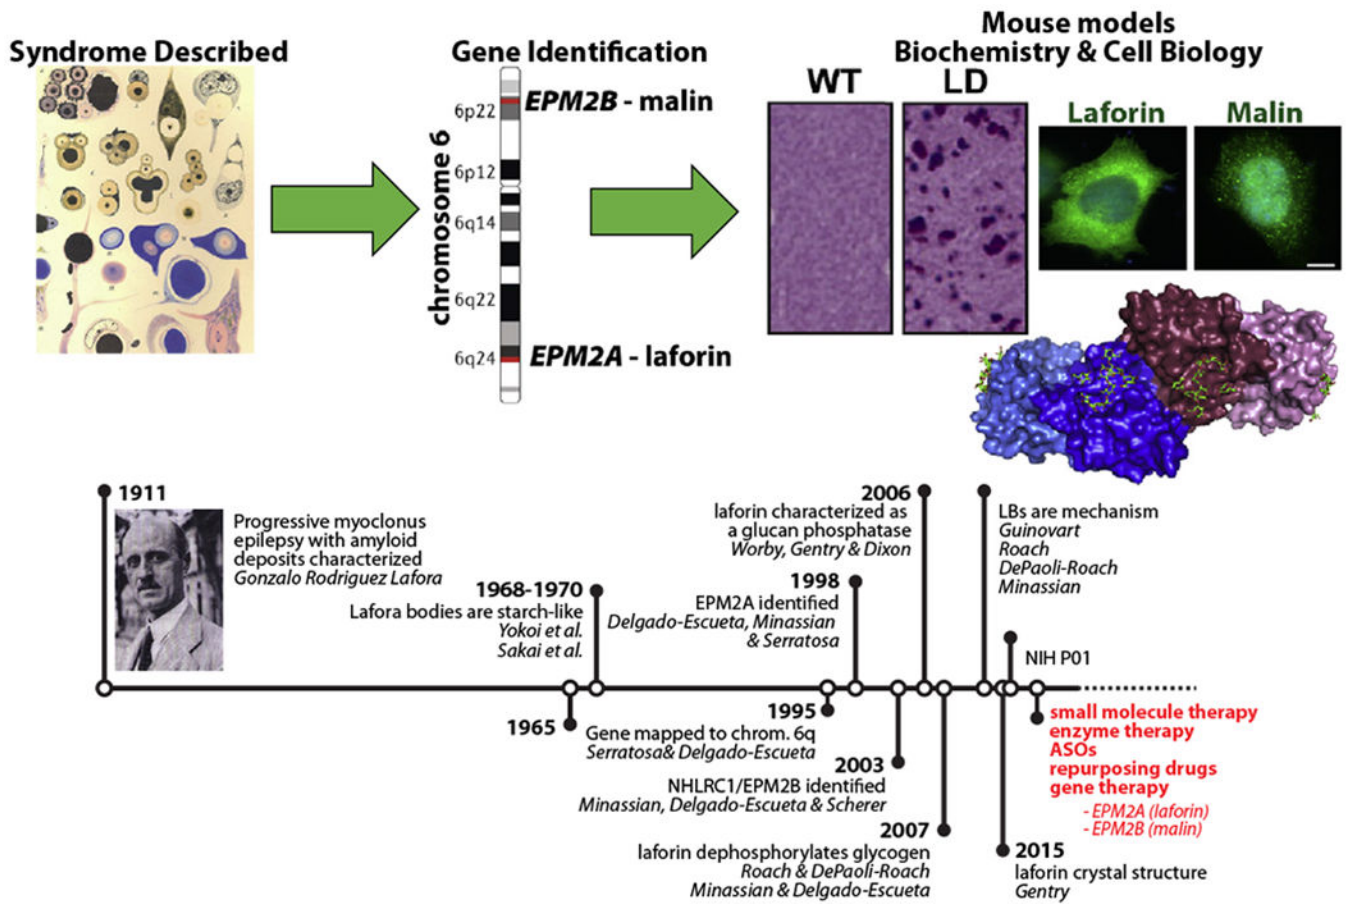 Syndrome Described
Gene Identification
Mouse models
Biochemistry & Cell Biology
chromosome 6
6p22
6p12
6q14
6q22
6q24
EPM2B - malin
EPM2A - laforin
WT
LD
Laforin
Malin
1911
Progressive myoclonus
epilepsy with amyloid
deposits characterized
Gonzalo Rodriguez Lafora
1965
1968-1970
Lafora bodies are starch-like
Yokoi et al.
Sakai et al.
1995
Gene mapped to chrom. 6q
Serratosa& Delgado-Escueta
1998
EPM2A identified
Delgado-Escueta, Minassian
& Serratosa
2003
NHLRC1/EPM2B identified
Minassian, Delgado-Escueta & Scherer
2006
laforin characterized as
a glucan phosphatase
Worby, Gentry & Dixon
2007
laforin dephosphorylates glycogen
Roach & DePaoli-Roach
Minassian & Delgado-Escueta
LBs are mechanism
Guinovart
Roach
DePaoli-Roach
Minassian
2015
laforin crystal structure
Gentry
NIH P01
small molecule therapy
enzyme therapy
ASOs
repurposing drugs
gene therapy
- EPM2A (laforin)
- EPM2B (malin)